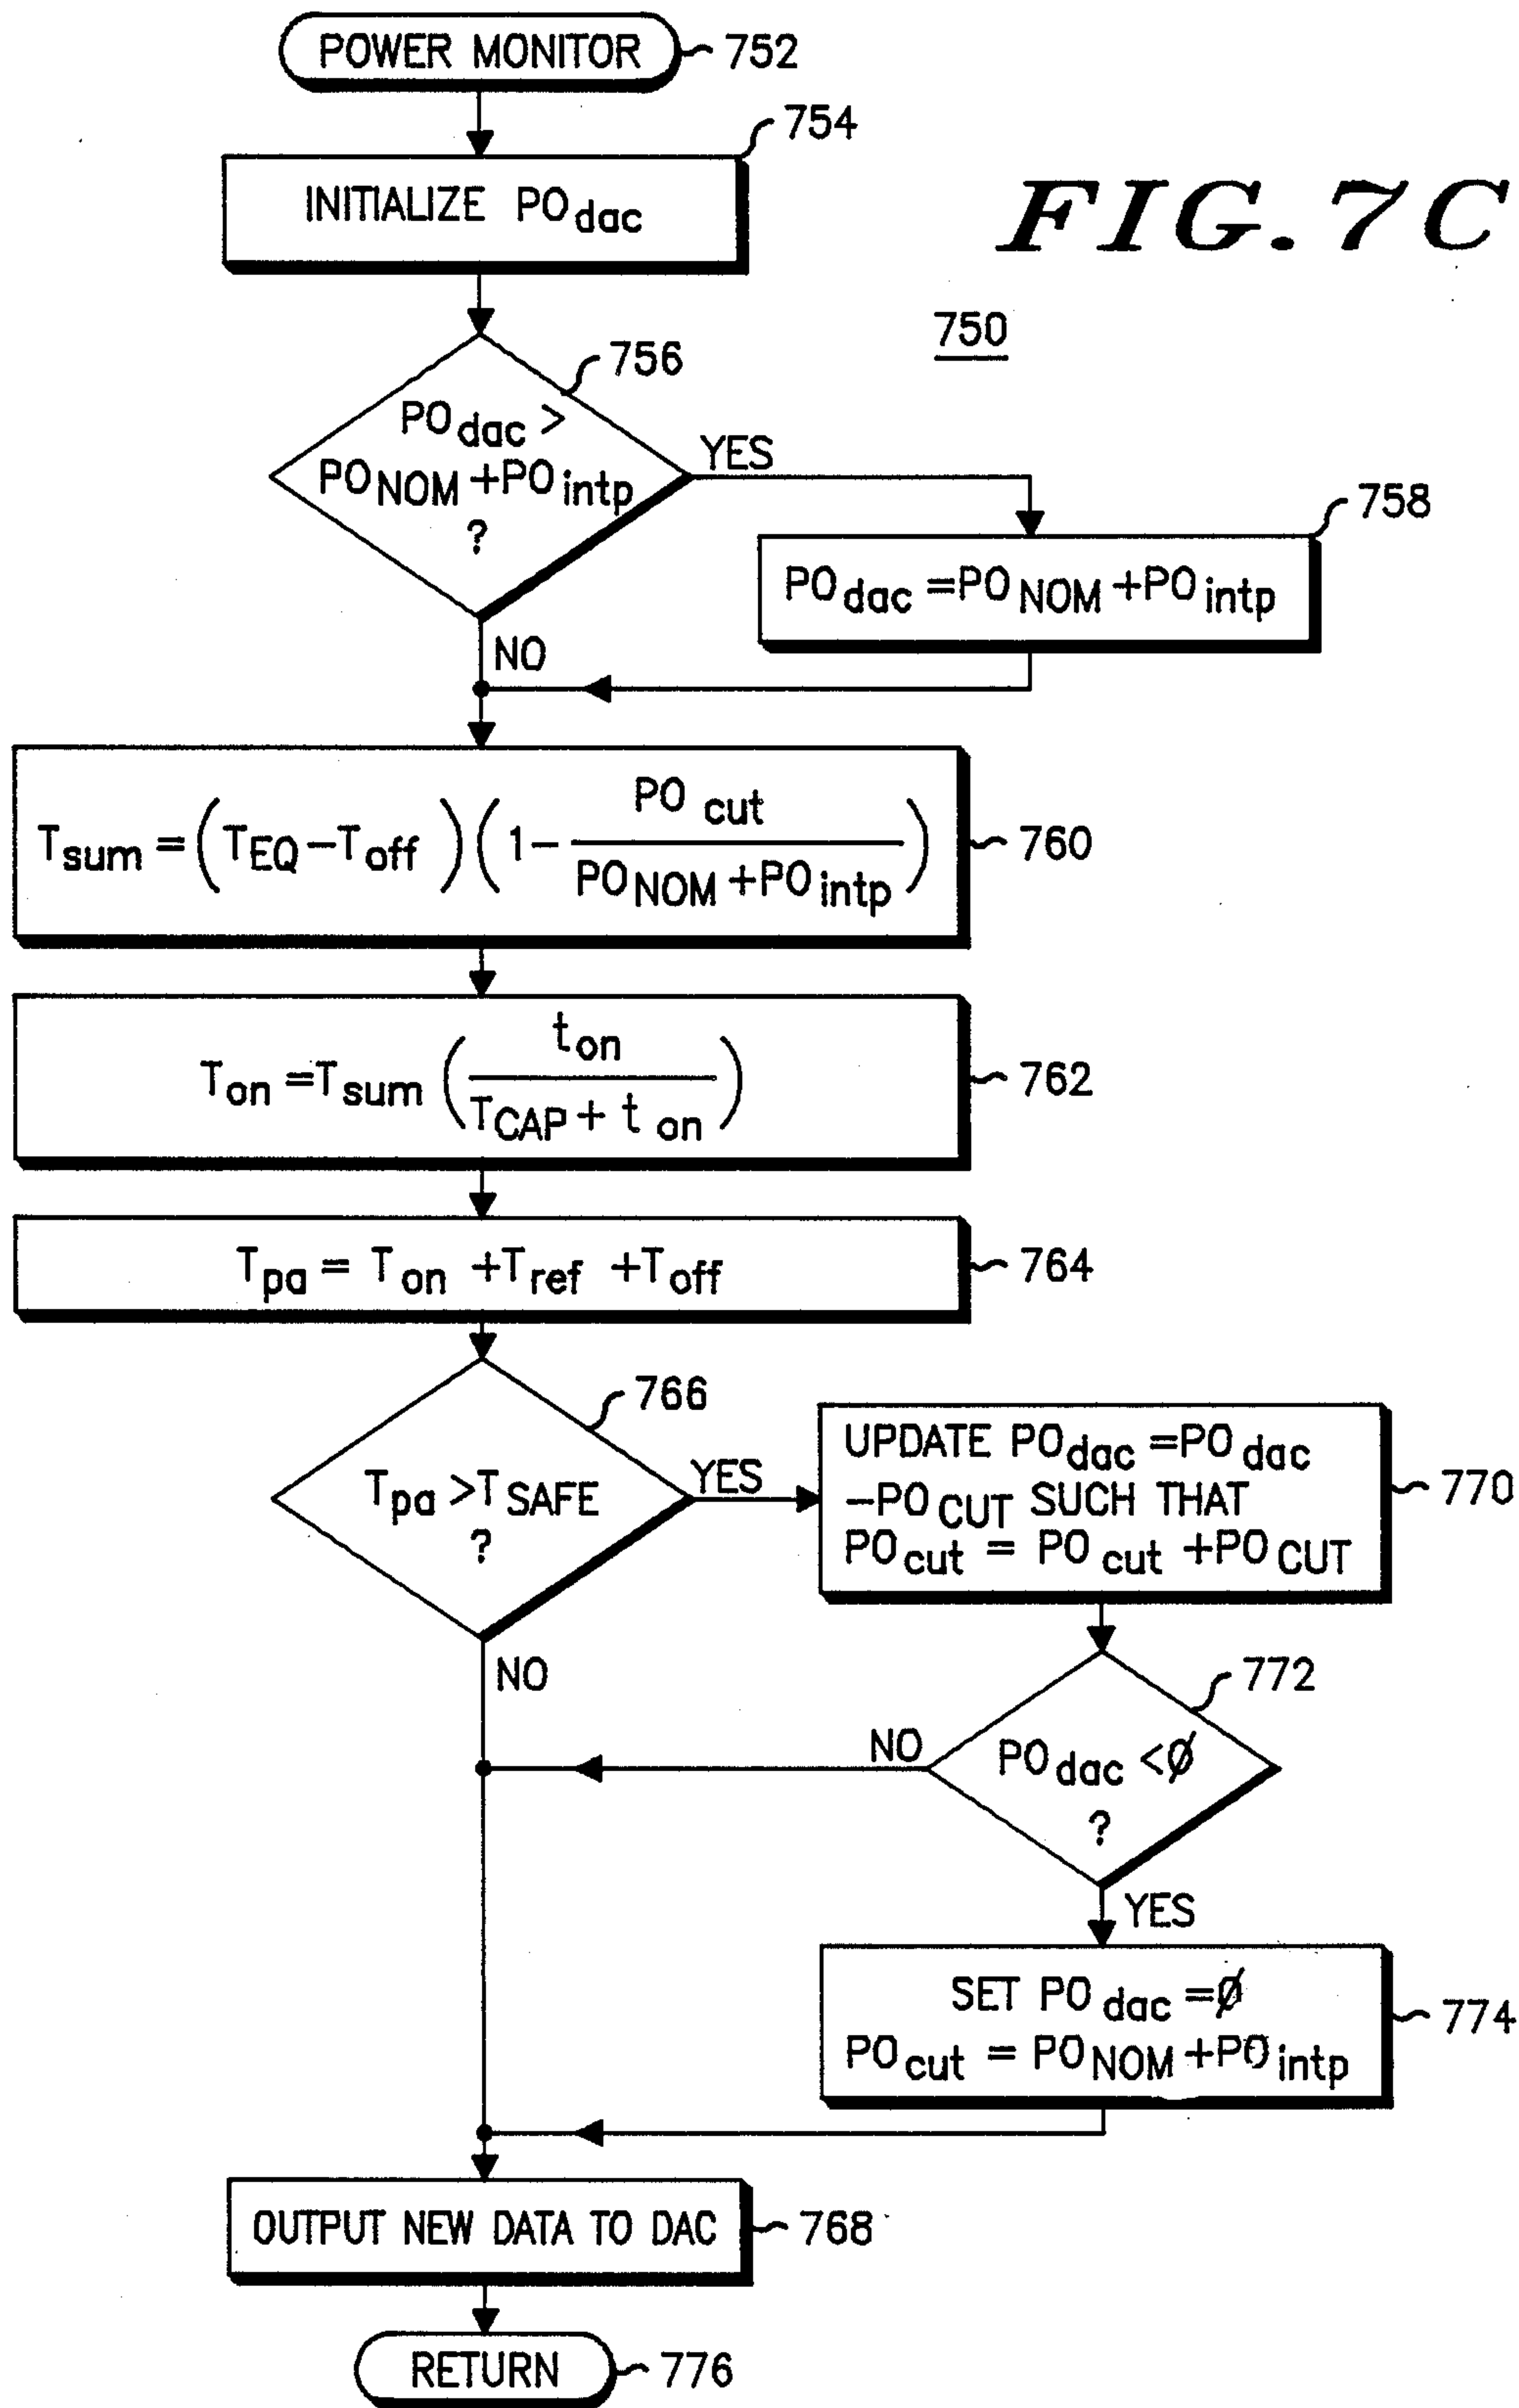 POWER MONITOR 752
754
INITIALIZE PO dac
FIG. 7C
750
756
PO dac >
PO NOM + PO intp
?
YES
758
PO dac = PO NOM + PO intp
NO
T sum = ( T EQ - T off ) ( 1 - PO cut / PO NOM + PO intp ) 760
T on = T sum ( t on / T CAP + t on ) 762
T pa = T on + T ref + T off 764
766
T pa > T SAFE
?
YES
UPDATE PO dac = PO dac
- PO CUT SUCH THAT
PO cut = PO cut + PO CUT
770
NO
772
PO dac < Ø
?
NO
YES
SET PO dac = Ø
PO cut = PO NOM + PO intp
774
OUTPUT NEW DATA TO DAC 768
RETURN 776